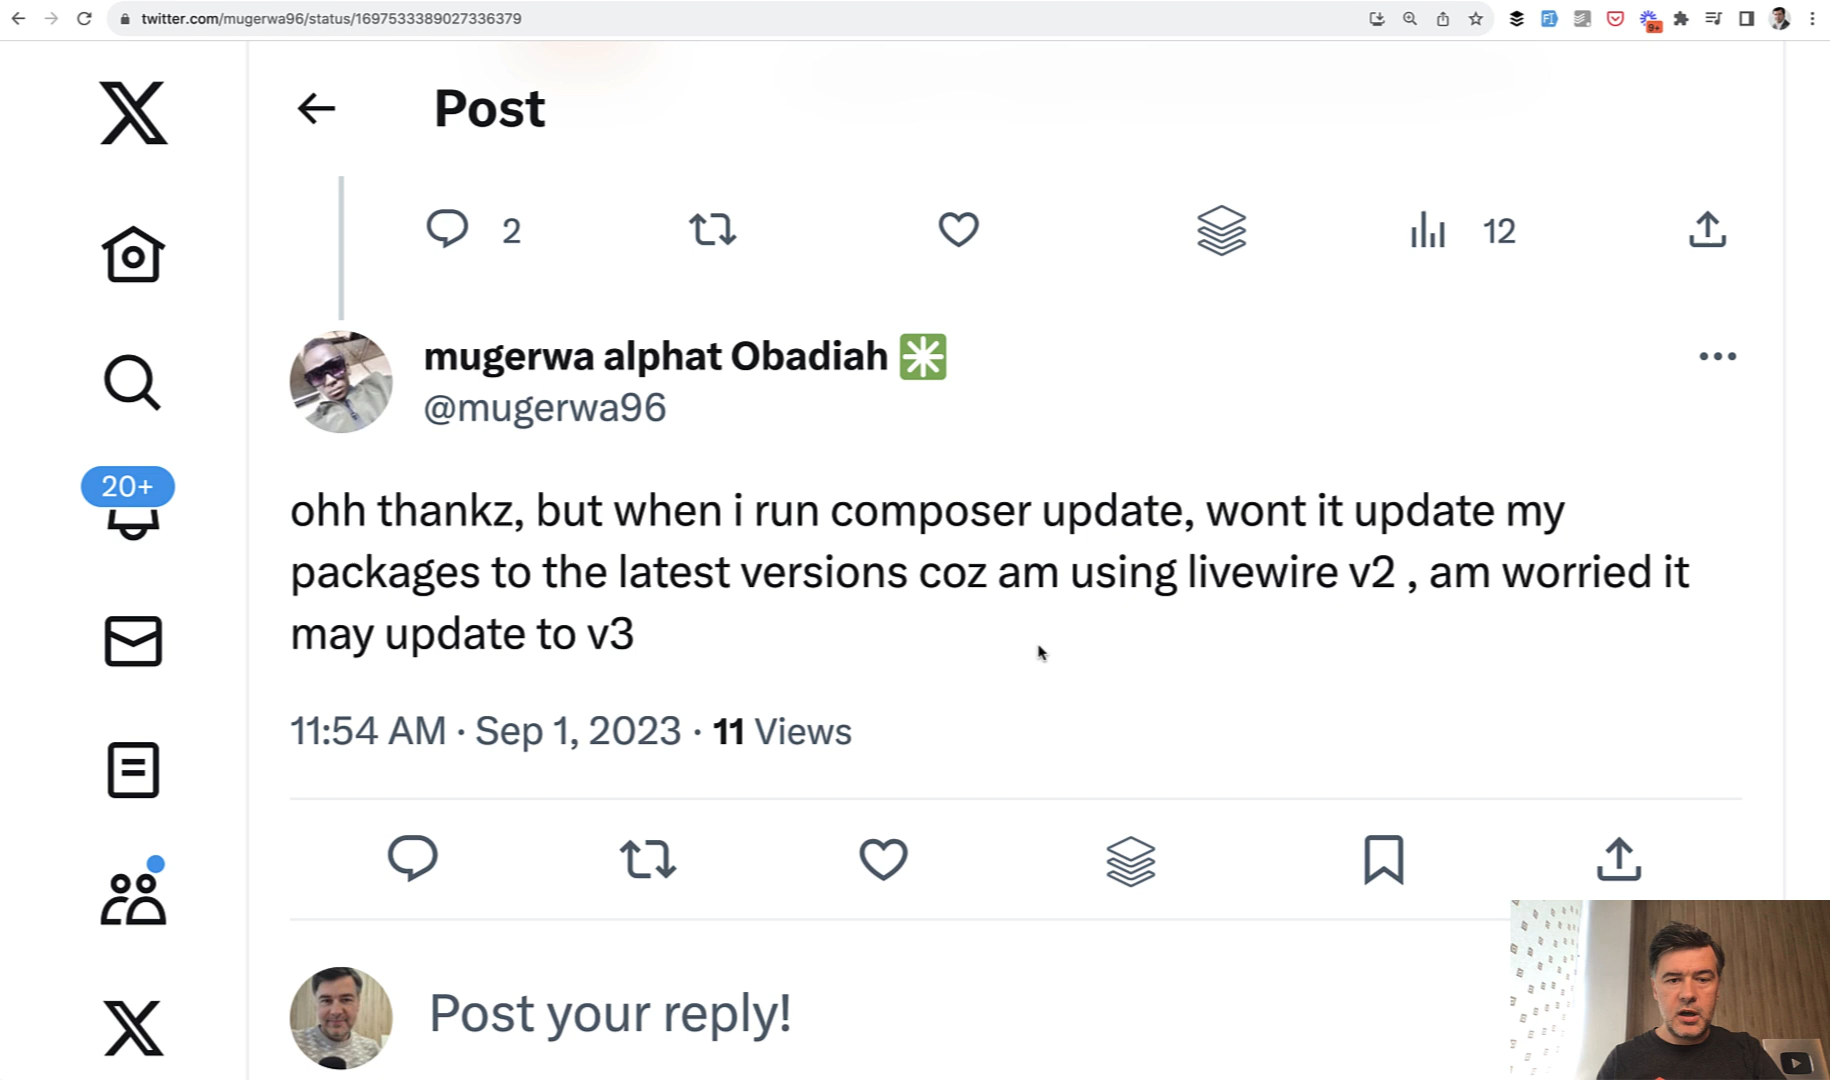 twitter.com/mugerwa96/status/1697533389027336379
9+
Post
2
12
mugerwa alphat Obadiah
@mugerwa96
20+
ohh thankz, but when i run composer update, wont it update my
packages to the latest versions coz am using livewire v2 , am worried it
may update to v3
11:54 AM · Sep 1, 2023 · 11 Views
Post your reply!